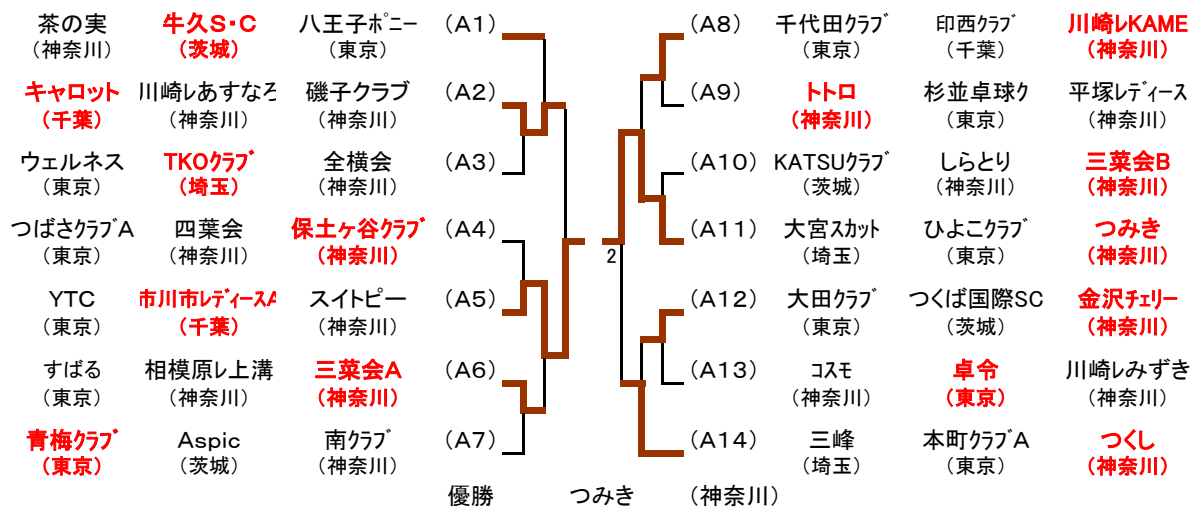 茶の実 牛久S・C 八王子ﾎﾟﾆｰ (A1) (A8) 千代田ｸﾗﾌﾞ 印西ｸﾗﾌﾞ 川崎ﾚKAME
(神奈川) (茨城) (東京) (東京) (千葉) (神奈川)
キャロット 川崎ﾚあすなろ 磯子クラブ (A2) (A9) トトロ 杉並卓球ク 平塚ﾚﾃﾞｨｰｽ
(千葉) (神奈川) (神奈川) (神奈川) (東京) (神奈川)
ウェルネス TKOｸﾗﾌﾞ 全横会 (A3) (A10) KATSUｸﾗﾌﾞ しらとり 三菜会B
(東京) (埼玉) (神奈川) (茨城) (神奈川) (神奈川)
つばさｸﾗﾌﾞA 四葉会 保土ヶ谷ｸﾗﾌﾞ (A4) (A11) 大宮ｽｶｯﾄ ひよこｸﾗﾌﾞ つみき
(東京) (神奈川) (神奈川) 2 (埼玉) (東京) (神奈川)
YTC 市川市ﾚﾃﾞｨｰｽA スイトピー (A5) (A12) 大田ｸﾗﾌﾞ つくば国際SC 金沢ﾁｪﾘｰ
(東京) (千葉) (神奈川) (東京) (茨城) (神奈川)
すばる 相模原ﾚ上溝 三菜会A (A6) (A13) ｺｽﾓ 卓令 川崎ﾚみずき
(東京) (神奈川) (神奈川) (神奈川) (東京) (神奈川)
青梅ｸﾗﾌﾞ Aspic 南ｸﾗﾌﾞ (A7) (A14) 三峰 本町ｸﾗﾌﾞA つくし
(東京) (茨城) (神奈川) (埼玉) (東京) (神奈川)
優勝 つみき (神奈川)